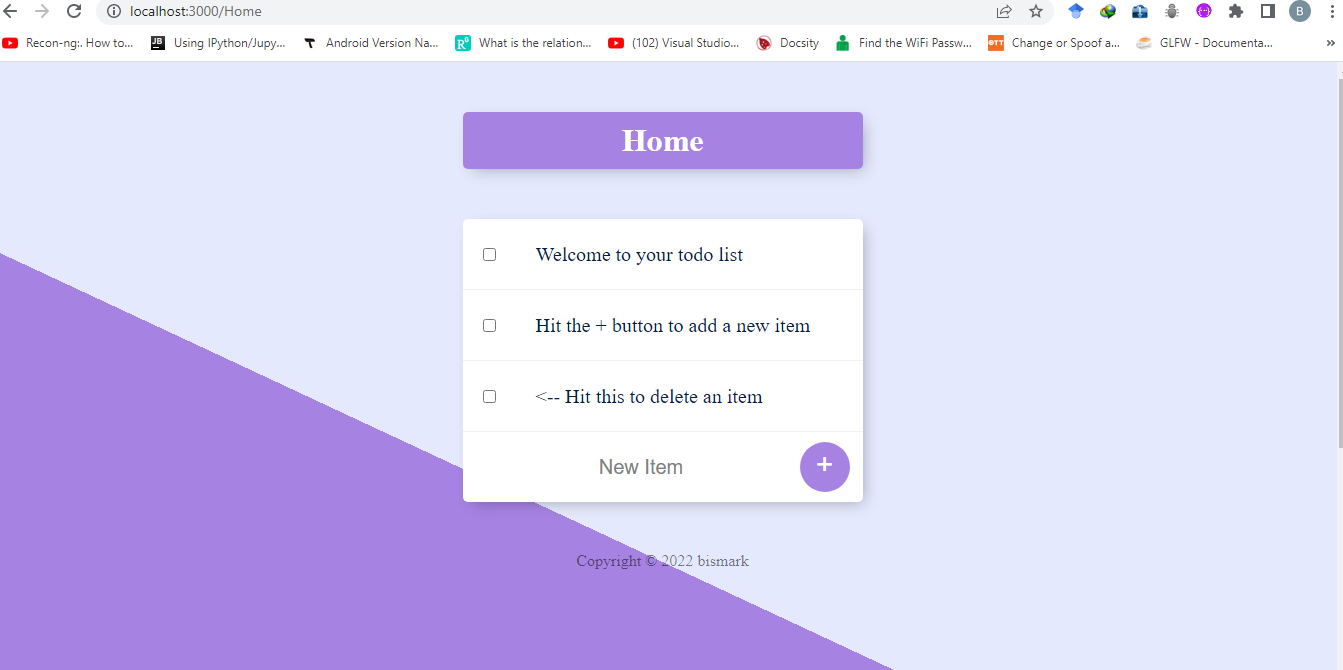 localhost:3000/Home
B
Recon-ng:. How to...
JB
Using IPython/Jupy...
Android Version Na...
What is the relation...
(102) Visual Studio...
Docsity
Find the WiFi Passw...
OTT
Change or Spoof a...
GLFW - Documenta...
»
Home
Welcome to your todo list
Hit the + button to add a new item
<-- Hit this to delete an item
New Item
+
Copyright © 2022 bismark